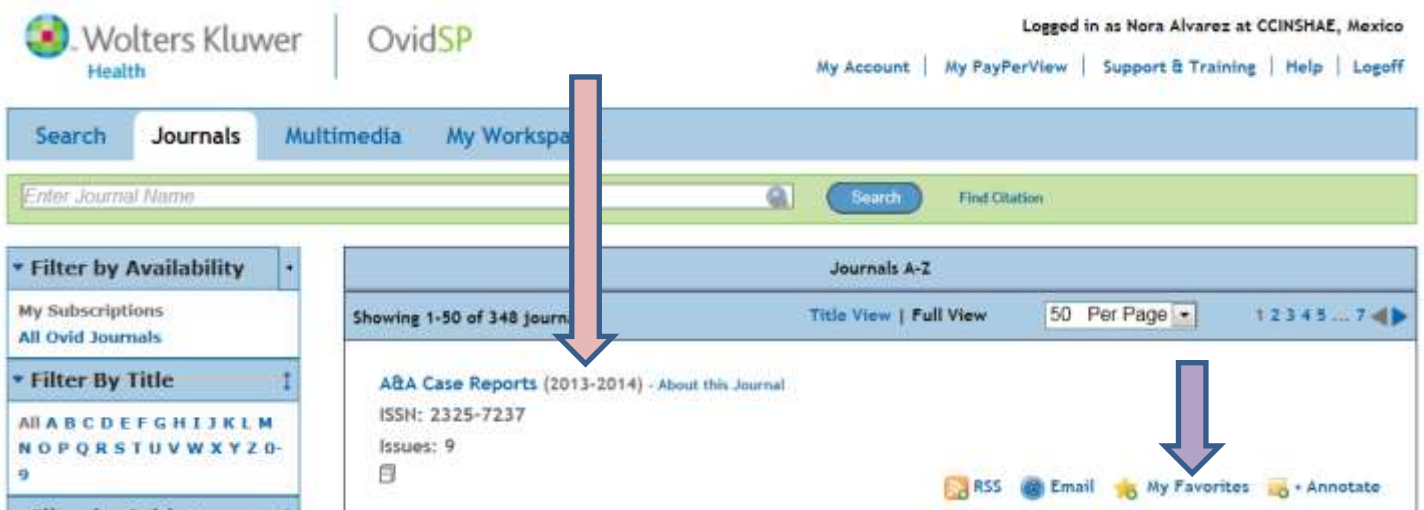 Wolters Kluwer
Health
OvidSP
Logged in as Nora Alvarez at CCINSHAE, Mexico
My Account | My PayPerView | Support & Training | Help | Logoff
Search Journals Multimedia My Workspa
Enter Journal Name
Search
Find Citation
Filter by Availability
My Subscriptions
All Ovid Journals
Filter By Title
All A B C D E F G H I J K L M
N O P Q R S T U V W X Y Z 0-
9
Journals A-Z
Showing 1-50 of 348 journ
Title View | Full View
50 Per Page
1 2 3 4 5 ... 7
A&A Case Reports (2013-2014) - About this Journal
ISSN: 2325-7237
Issues: 9
RSS Email My Favorites + Annotate